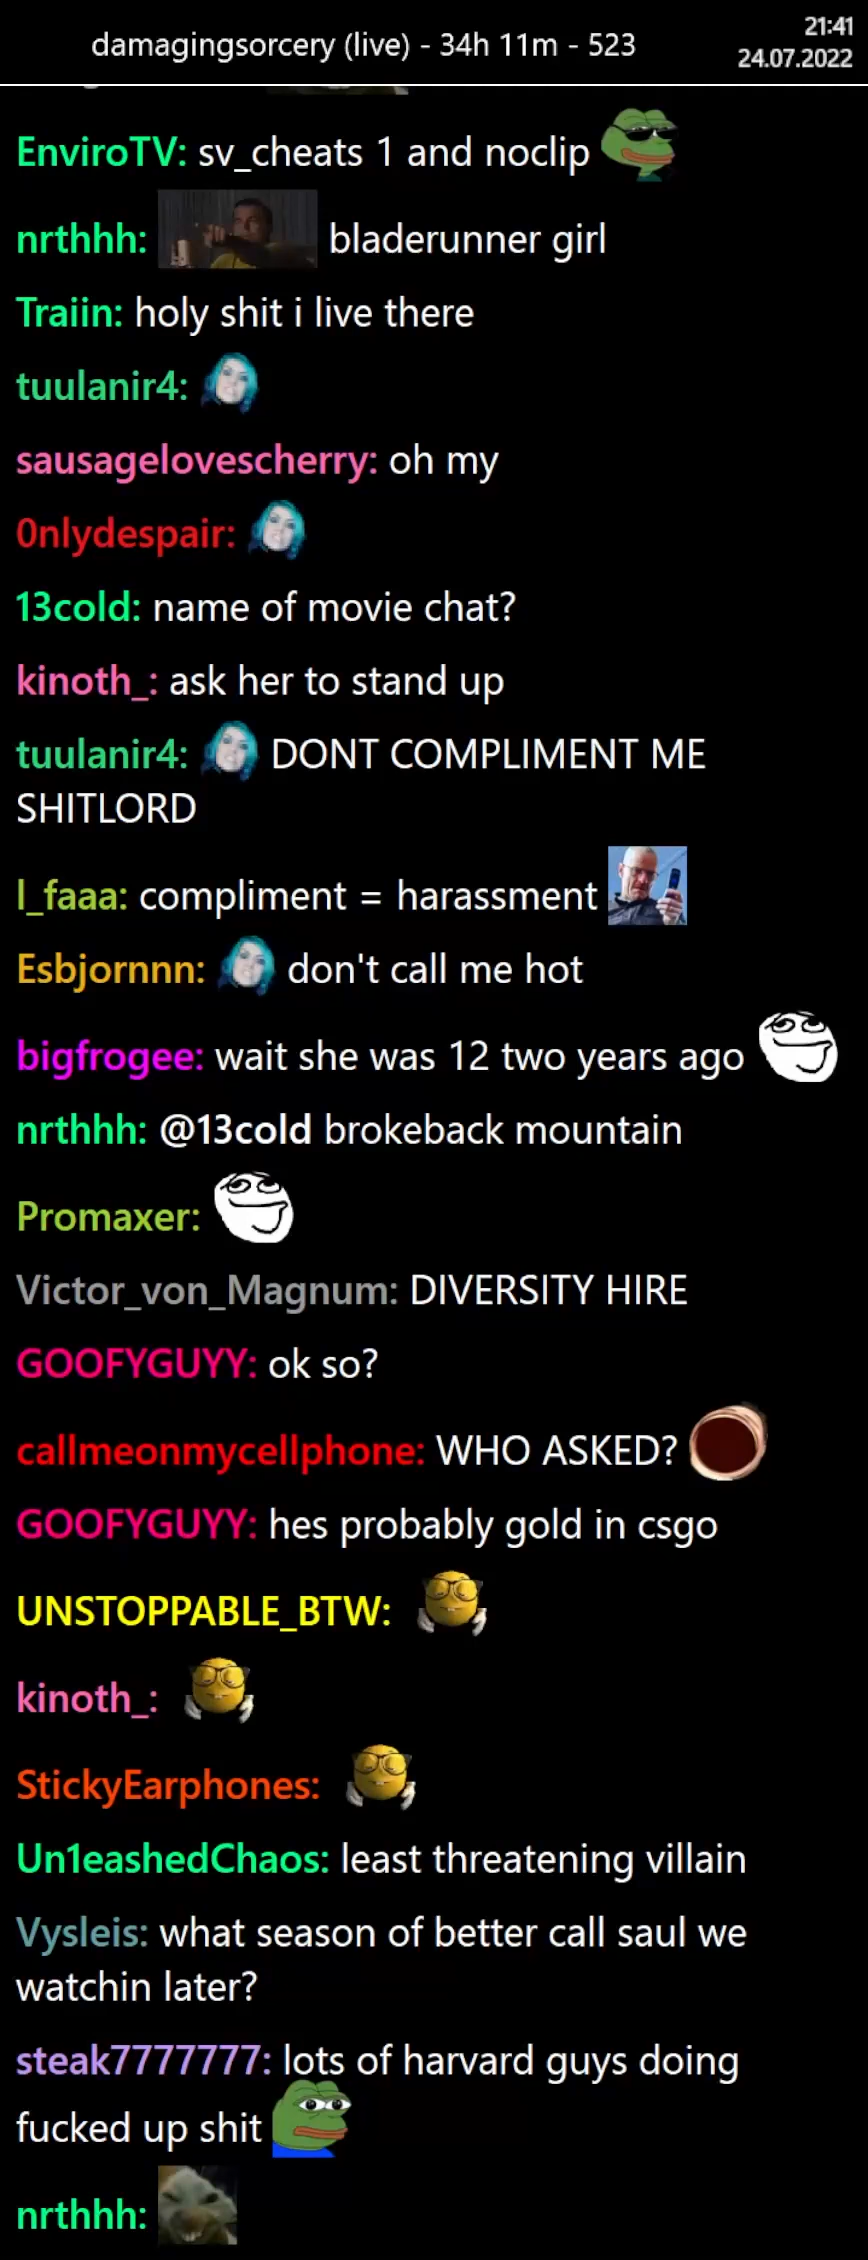 damagingsorcery (live) - 34h 11m - 523
21:41
24.07.2022
EnviroTV: sv_cheats 1 and noclip
nrthhh: bladerunner girl
Traiin: holy shit i live there
tuulanir4:
sausagelovescherry: oh my
0nlydespair:
13cold: name of movie chat?
kinoth_: ask her to stand up
tuulanir4: DONT COMPLIMENT ME
SHITLORD
l_faaa: compliment = harassment
Esbjornnn: don't call me hot
bigfrogee: wait she was 12 two years ago
nrthhh: @13cold brokeback mountain
Promaxer:
Victor_von_Magnum: DIVERSITY HIRE
GOOFYGUYY: ok so?
callmeonmycellphone: WHO ASKED?
GOOFYGUYY: hes probably gold in csgo
UNSTOPPABLE_BTW:
kinoth_:
StickyEarphones:
Un1eashedChaos: least threatening villain
Vysleis: what season of better call saul we
watchin later?
steak7777777: lots of harvard guys doing
fucked up shit
nrthhh: